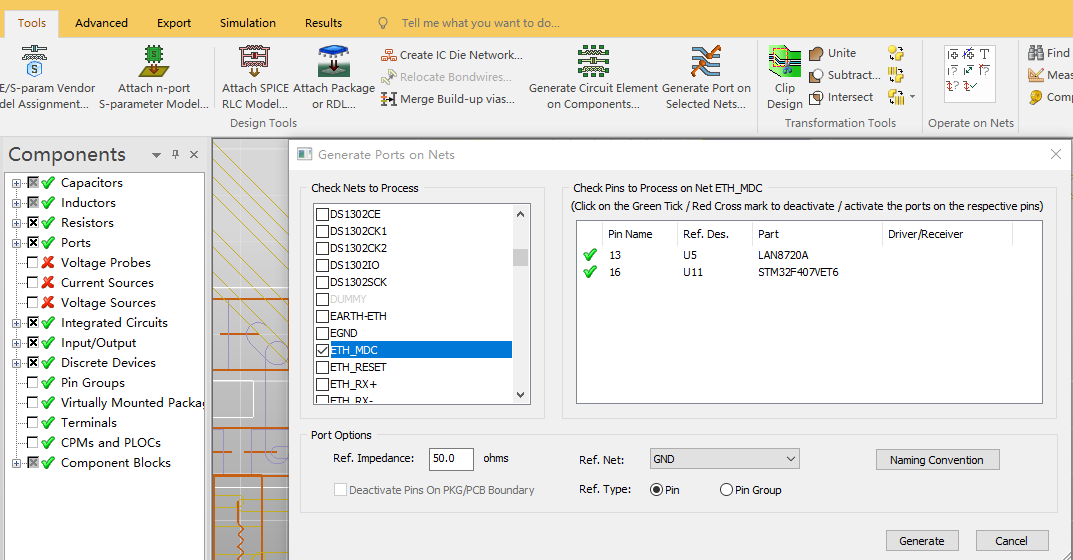 Tools Advanced Export Simulation Results Tell me what you want to do...
E/S-param Vendor
del Assignment...
Attach n-port
S-parameter Model...
Attach SPICE
RLC Model...
Attach Package
or RDL...
Create IC Die Network...
Relocate Bondwires...
Merge Build-up vias...
Generate Circuit Element
on Components...
Generate Port on
Selected Nets...
Clip
Design
Unite
Subtract...
Intersect
Find
Meas
Comp
Design Tools
Transformation Tools
Operate on Nets
Components
Capacitors
Inductors
Resistors
Ports
Voltage Probes
Current Sources
Voltage Sources
Integrated Circuits
Input/Output
Discrete Devices
Pin Groups
Virtually Mounted Packa
Terminals
CPMs and PLOCs
Component Blocks
Generate Ports on Nets
Check Nets to Process
DS1302CE
DS1302CK1
DS1302CK2
DS1302IO
DS1302SCK
DUMMY
EARTH-ETH
EGND
ETH_MDC
ETH_RESET
ETH_RX+
ETH_RX-
Check Pins to Process on Net ETH_MDC
(Click on the Green Tick / Red Cross mark to deactivate / activate the ports on the respective pins)
Pin Name Ref. Des. Part Driver/Receiver
13 U5 LAN8720A
16 U11 STM32F407VET6
Port Options
Ref. Impedance: 50.0 ohms
Deactivate Pins On PKG/PCB Boundary
Ref. Net: GND
Ref. Type: Pin Pin Group
Naming Convention
Generate Cancel